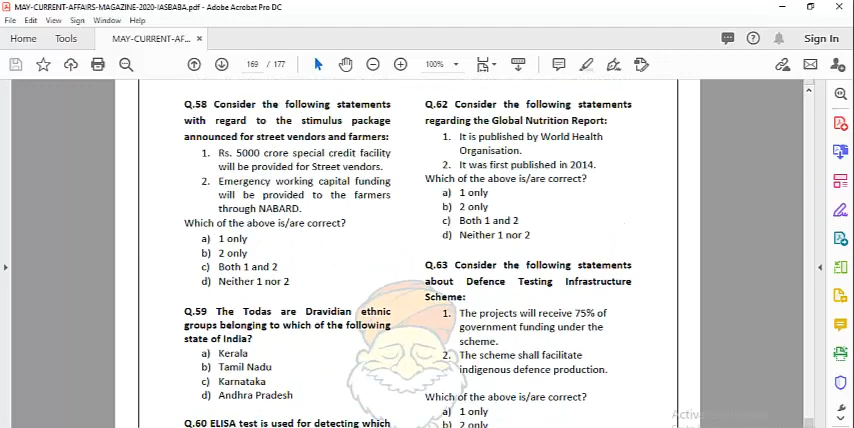 MAY-CURRENT-AFFAIRS-MAGAZINE-2020-IASBABA.pdf - Adobe Acrobat Pro DC
File Edit View Sign Window Help
Home Tools MAY-CURRENT-AF... × Sign In
169 / 177 100%
Q.58 Consider the following statements
with regard to the stimulus package
announced for street vendors and farmers:
1. Rs. 5000 crore special credit facility
will be provided for Street vendors.
2. Emergency working capital funding
will be provided to the farmers
through NABARD.
Which of the above is/are correct?
a) 1 only
b) 2 only
c) Both 1 and 2
d) Neither 1 nor 2
Q.59 The Todas are Dravidian ethnic
groups belonging to which of the following
state of India?
a) Kerala
b) Tamil Nadu
c) Karnataka
d) Andhra Pradesh
Q.60 ELISA test is used for detecting which
Q.62 Consider the following statements
regarding the Global Nutrition Report:
1. It is published by World Health
Organisation.
2. It was first published in 2014.
Which of the above is/are correct?
a) 1 only
b) 2 only
c) Both 1 and 2
d) Neither 1 nor 2
Q.63 Consider the following statements
about Defence Testing Infrastructure
Scheme:
1. The projects will receive 75% of
government funding under the
scheme.
2. The scheme shall facilitate
indigenous defence production.
Which of the above is/are correct?
a) 1 only
b) 2 only